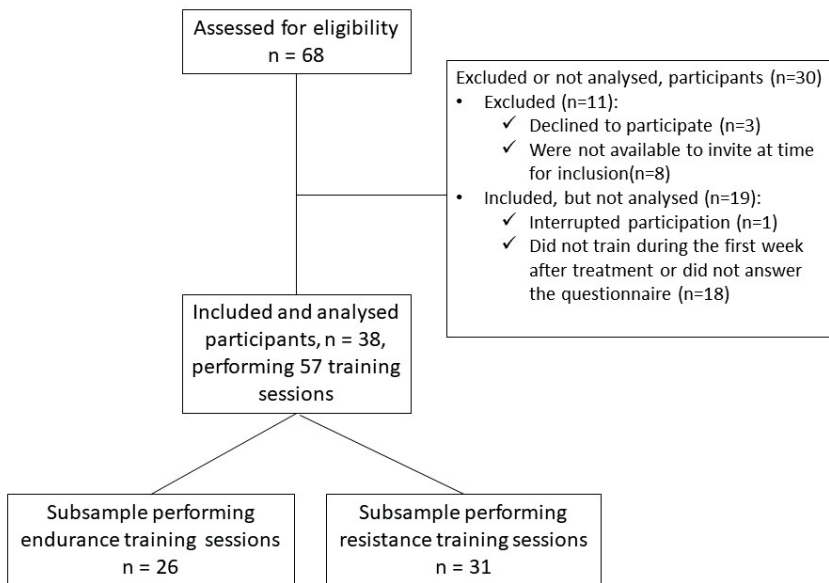 Assessed for eligibility
n = 68
Excluded or not analysed, participants (n=30)
• Excluded (n=11):
✓ Declined to participate (n=3)
✓ Were not available to invite at time
for inclusion(n=8)
• Included, but not analysed (n=19):
✓ Interrupted participation (n=1)
✓ Did not train during the first week
after treatment or did not answer
the questionnaire (n=18)
Included and analysed
participants, n = 38,
performing 57 training
sessions
Subsample performing
endurance training sessions
n = 26
Subsample performing
resistance training sessions
n = 31